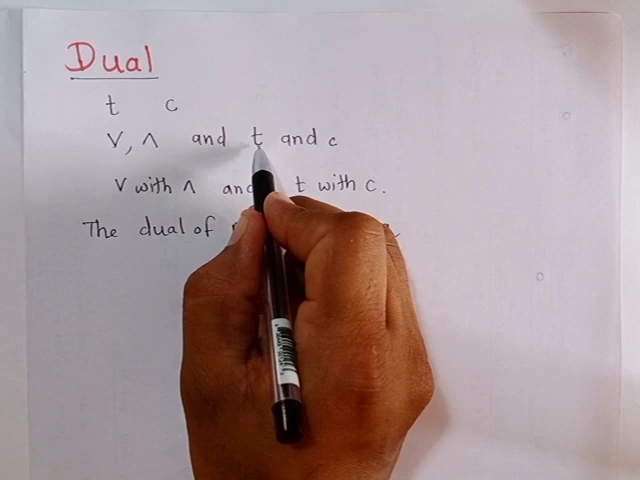 Dual
t c
∨, ∧ and t and c
∨ with ∧ and t with c.
The dual of